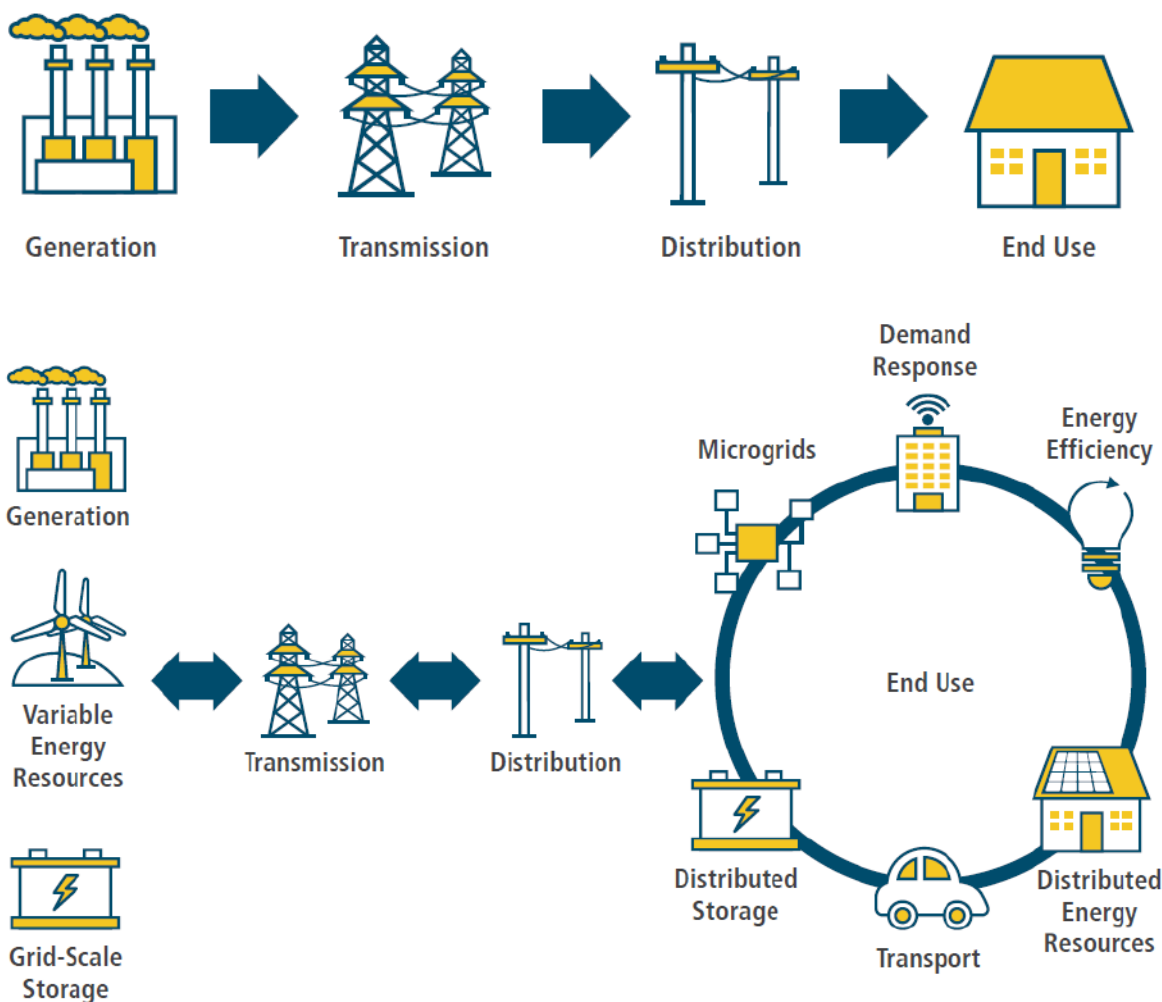 Generation
Transmission
Distribution
End Use
Demand
Response
Energy
Efficiency
Microgrids
Generation
End Use
Variable
Energy
Resources
Transmission
Distribution
Distributed
Storage
Transport
Distributed
Energy
Resources
Grid-Scale
Storage